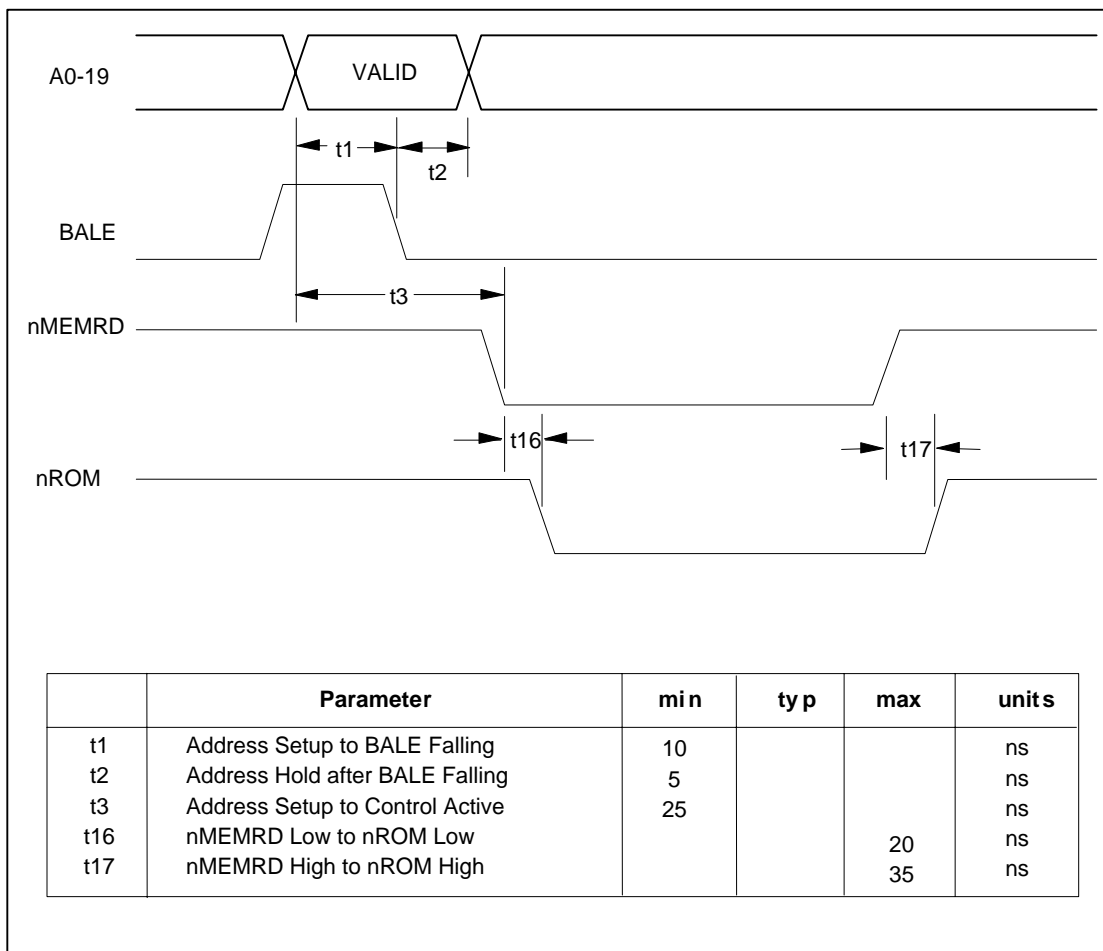 A0-19
VALID
t1
t2
BALE
t3
nMEMRD
t16
t17
nROM
Parameter min typ max units
t1 Address Setup to BALE Falling 10 ns
t2 Address Hold after BALE Falling 5 ns
t3 Address Setup to Control Active 25 ns
t16 nMEMRD Low to nROM Low 20 ns
t17 nMEMRD High to nROM High 35 ns